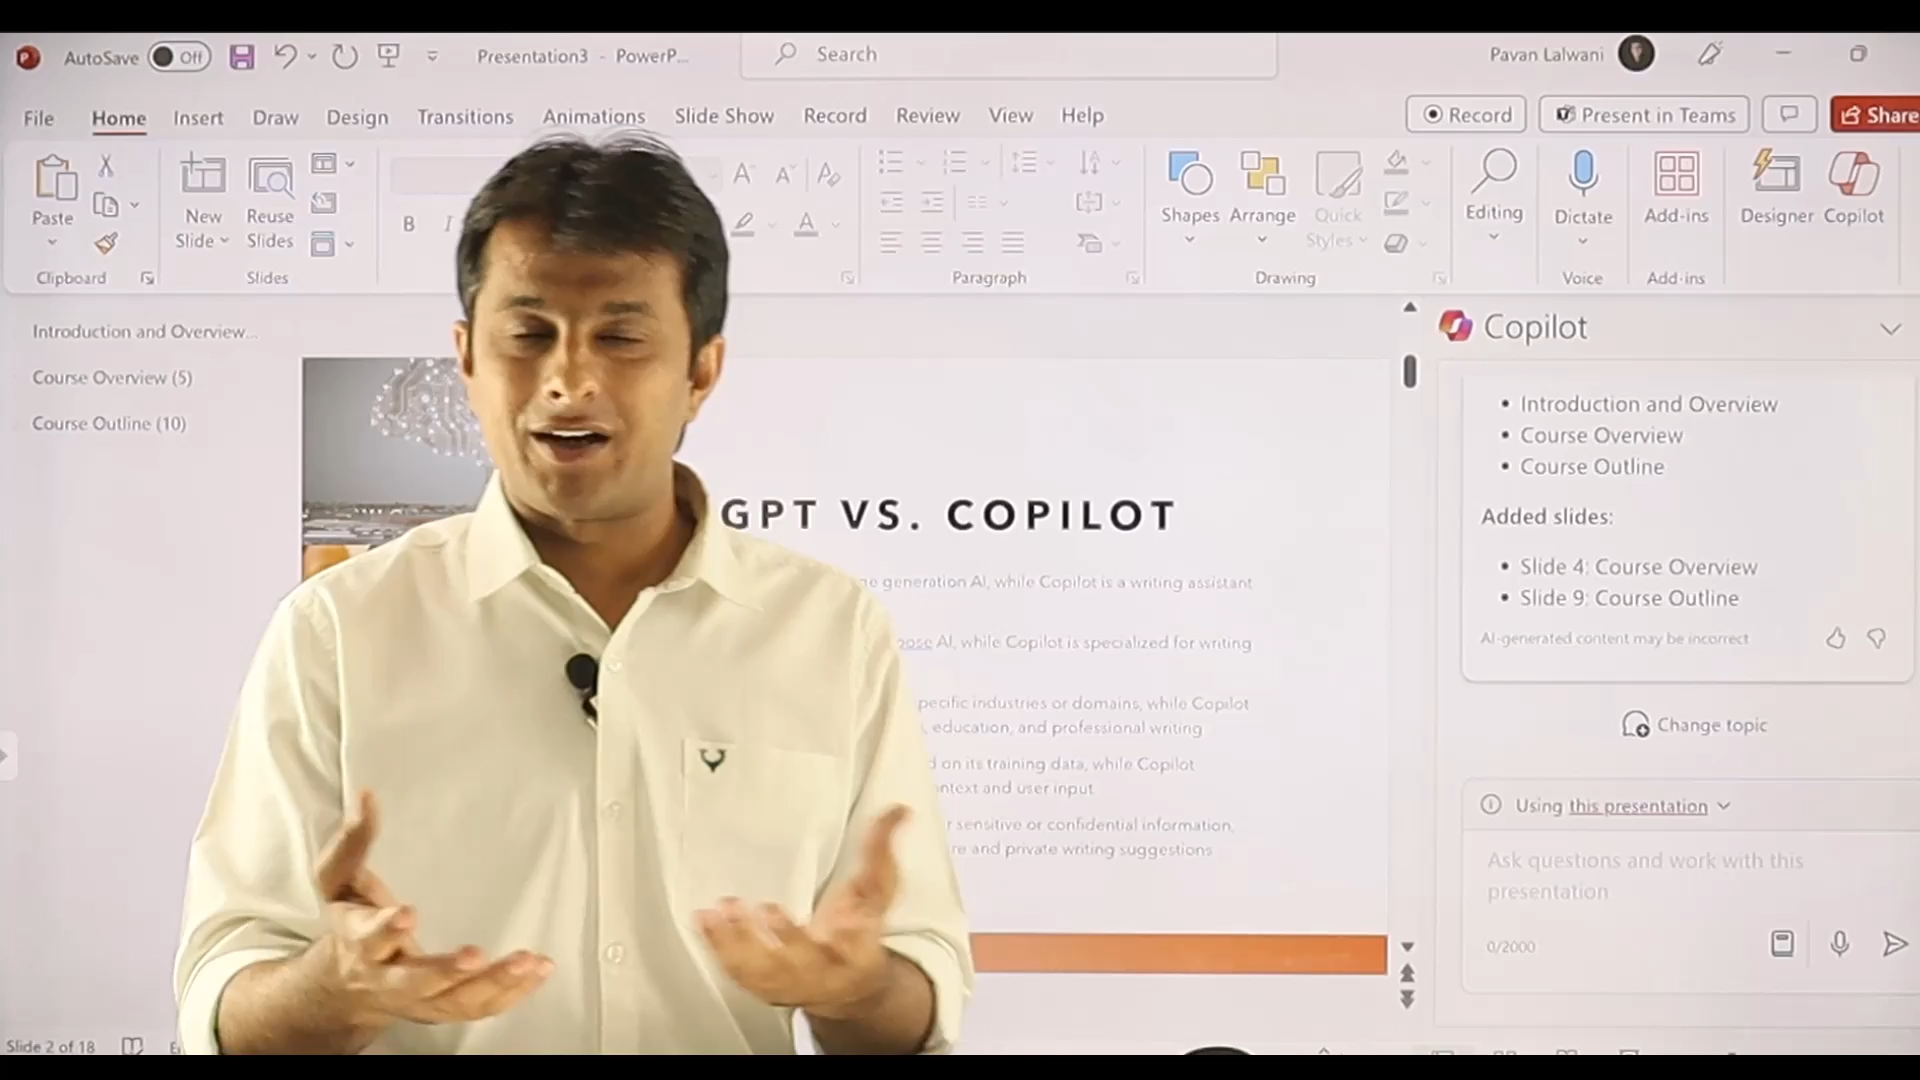 AutoSave Off Presentation3 - PowerP... Search Pavan Lalwani
File Home Insert Draw Design Transitions Animations Slide Show Record Review View Help Record Present in Teams Share
Paste New Slide Reuse Slides B I A A A A Shapes Arrange Quick Styles Editing Dictate Add-ins Designer Copilot
Clipboard Slides Paragraph Drawing Voice Add-ins
Introduction and Overview...
Course Overview (5)
Course Outline (10)
GPT VS. COPILOT
generation AI, while Copilot is a writing assistant
AI, while Copilot is specialized for writing
industries or domains, while Copilot
, education, and professional writing
on its training data, while Copilot
and user input
sensitive or confidential information,
and private writing suggestions
Copilot
• Introduction and Overview
• Course Overview
• Course Outline
Added slides:
• Slide 4: Course Overview
• Slide 9: Course Outline
AI-generated content may be incorrect
Change topic
Using this presentation
Ask questions and work with this
presentation
0/2000
Slide 2 of 18